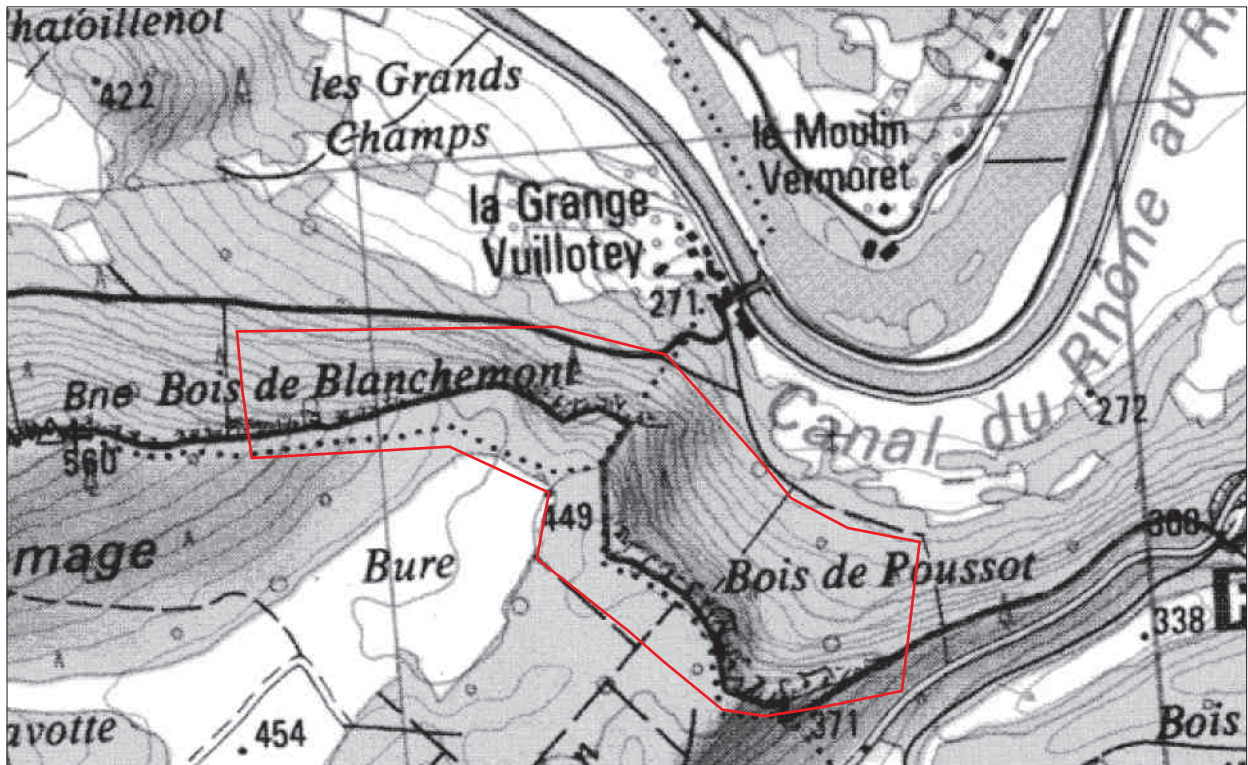 hatoillenot
422
les Grands
Champs
le Moulin
Vermoret
la Grange
Vuillotey
271
Canal du Rhône au R
272
Bne
Bois de Blanchemont
560
449
mage
Bure
Bois de Poussot
308
338
371
avotte
454
Bois